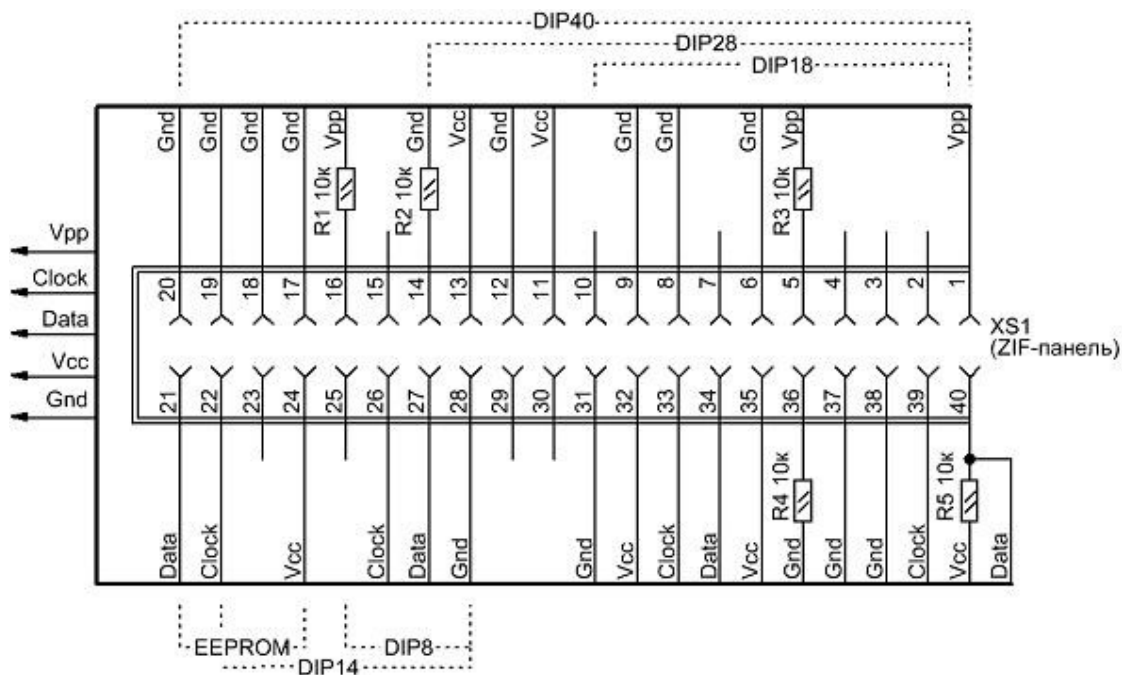 DIP40
DIP28
DIP18
Gnd Gnd Gnd Gnd Vpp Gnd Vcc Gnd Vcc Gnd Gnd Gnd Vpp Vpp
R1 10к R2 10к R3 10к
Vpp
Clock
Data
Vcc
Gnd
20 19 18 17 16 15 14 13 12 11 10 9 8 7 6 5 4 3 2 1
XS1
(ZIF-панель)
21 22 23 24 25 26 27 28 29 30 31 32 33 34 35 36 37 38 39 40
R4 10к R5 10к
Data Clock Vcc Clock Data Gnd Gnd Vcc Clock Data Vcc Gnd Gnd Gnd Clock Vcc Data
EEPROM DIP8
DIP14